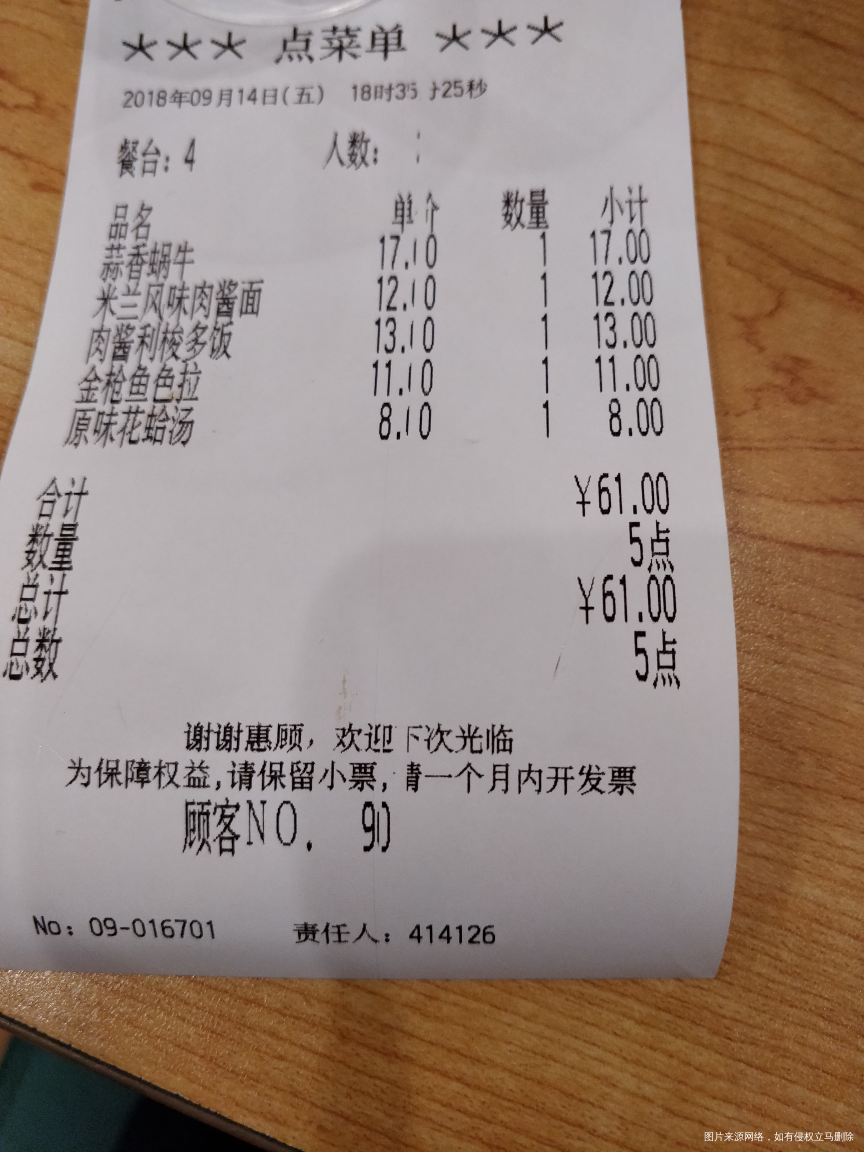 *** 点菜单 ***
2018年09月14日(五) 18时35 25秒
餐台: 4 人数:
品名 单 数量 小计
蒜香蜗牛 17.00 1 17.00
米兰风味肉酱面 12.00 1 12.00
肉酱利梭多饭 13.00 1 13.00
金枪鱼色拉 11.00 1 11.00
原味花蛤汤 8.00 1 8.00
合计 ¥61.00
数量 5点
总计 ¥61.00
总数 5点
谢谢惠顾，欢迎下次光临
为保障权益,请保留小票,请一个月内开发票
顾客NO. 90
No: 09-016701 责任人: 414126
图片来源网络，如有侵权立马删除